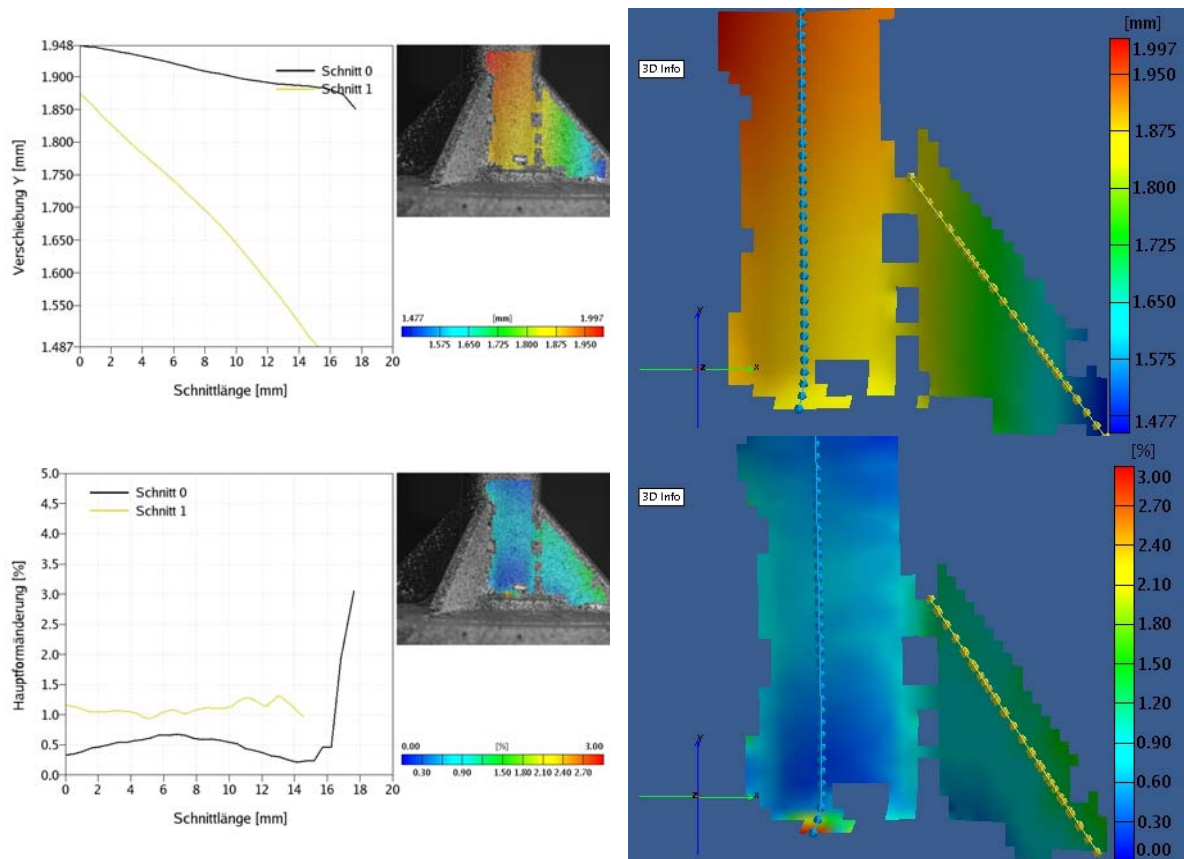 1.948
1.900
1.850
1.800
1.750
1.700
1.650
1.600
1.550
1.487
Verschiebung Y [mm]
Schnitt 0
Schnitt 1
0 2 4 6 8 10 12 14 16 18 20
Schnittlänge [mm]
1.477 [mm] 1.997
1.575 1.650 1.725 1.800 1.875 1.950
3D Info
Y
X
Z
[mm]
1.997
1.950
1.875
1.800
1.725
1.650
1.575
1.477
5.0
4.5
4.0
3.5
3.0
2.5
2.0
1.5
1.0
0.5
0.0
Hauptformänderung [%]
Schnitt 0
Schnitt 1
0 2 4 6 8 10 12 14 16 18 20
Schnittlänge [mm]
0.00 [%] 3.00
0.30 0.90 1.50 1.80 2.10 2.40 2.70
3D Info
Y
X
Z
[%]
3.00
2.70
2.40
2.10
1.80
1.50
1.20
0.90
0.60
0.30
0.00